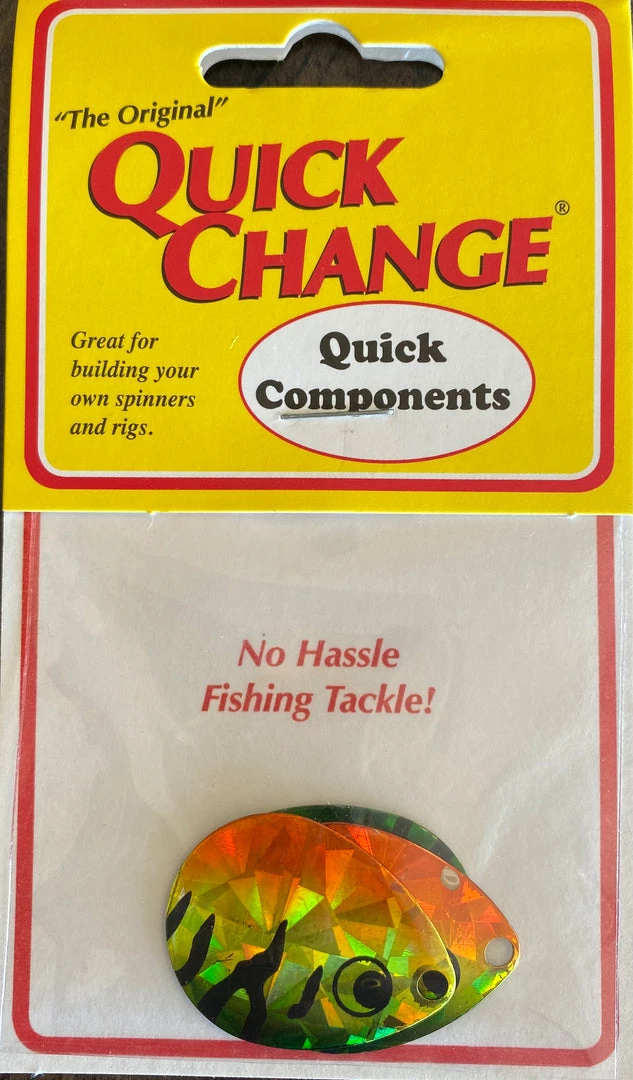 "The Original"
QUICK
CHANGE®
Great for
building your
own spinners
and rigs.
Quick
Components
No Hassle
Fishing Tackle!